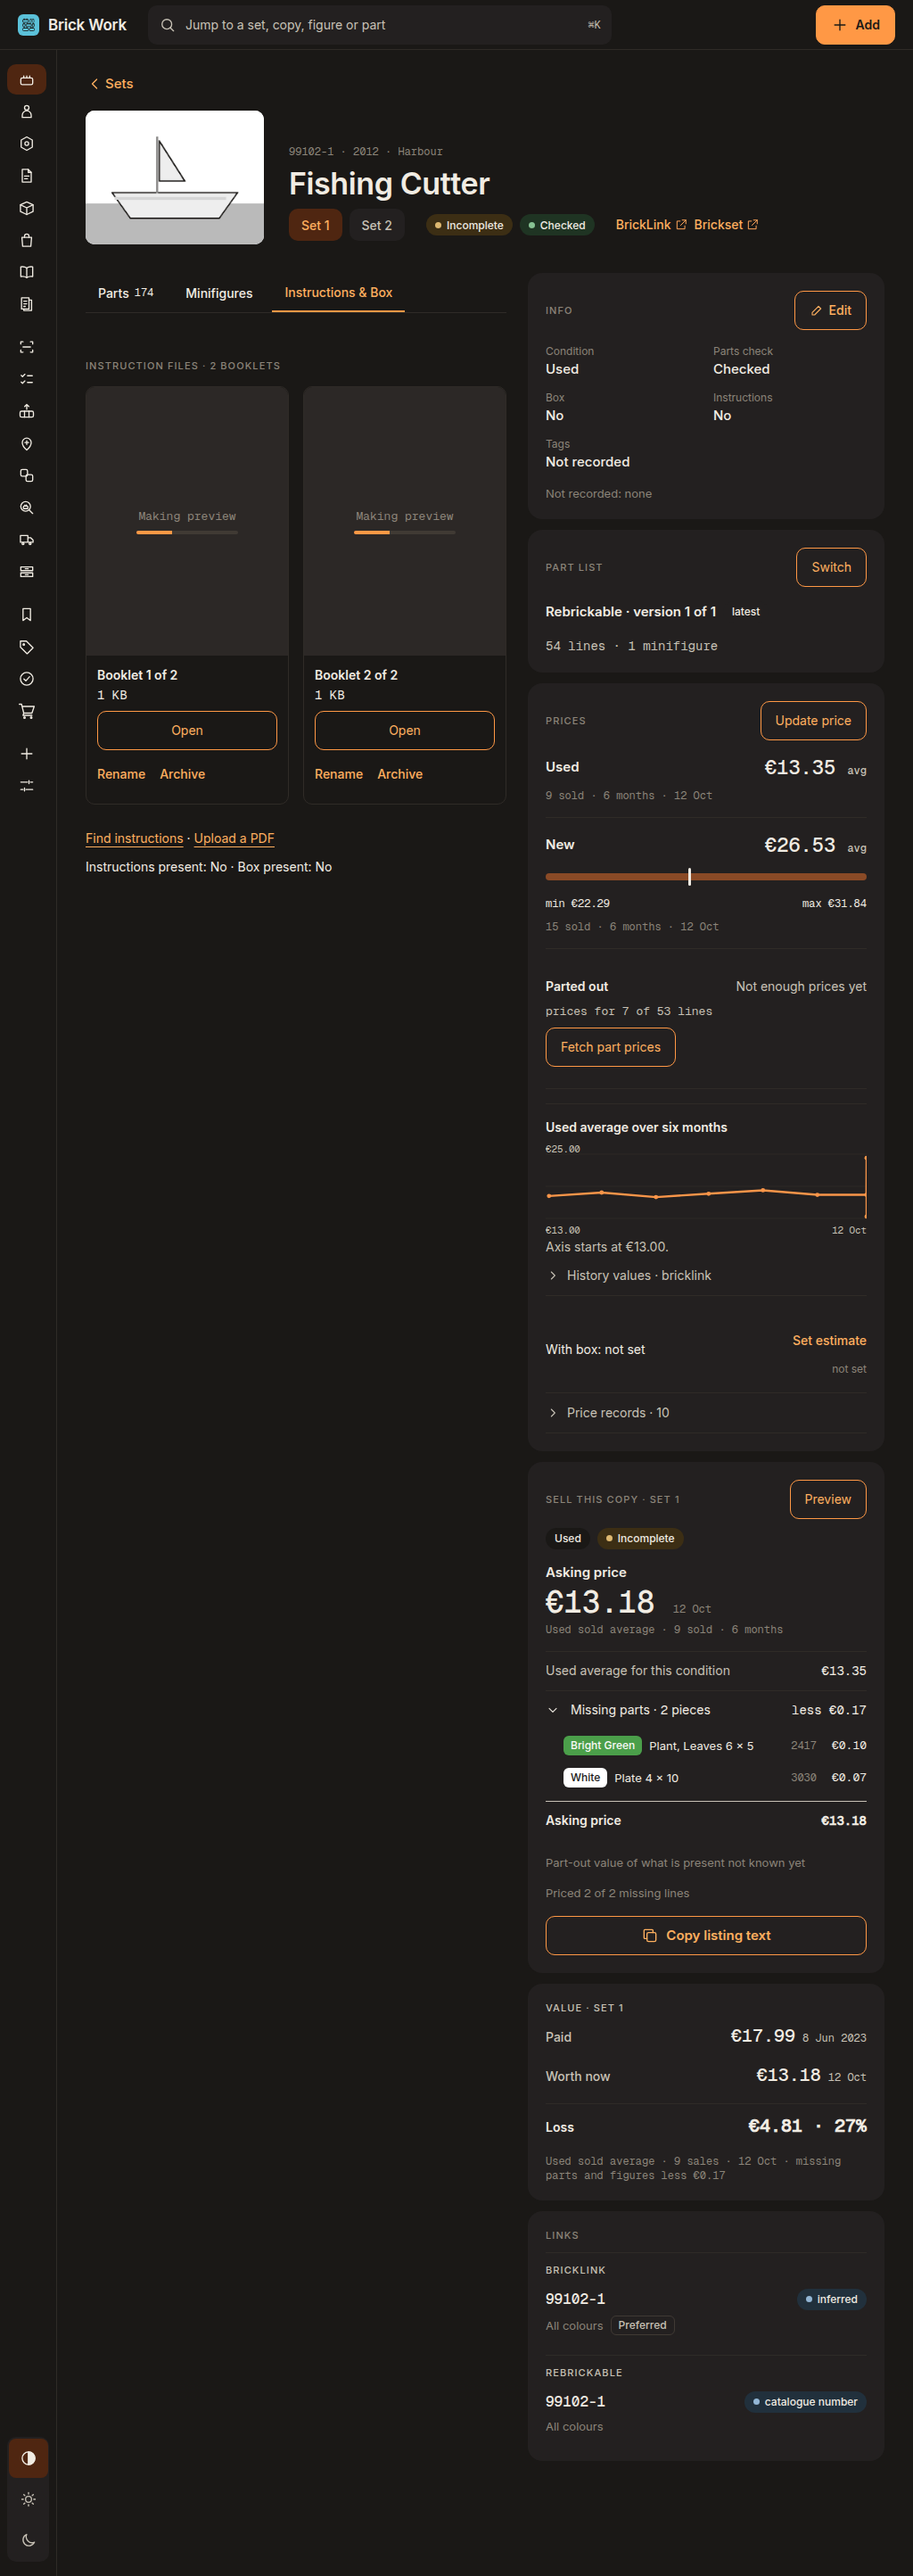 Brick Work
Jump to a set, copy, figure or part
⌘K
Add
Sets
99102-1 · 2012 · Harbour
Fishing Cutter
Set 1
Set 2
Incomplete
Checked
BrickLink
Brickset
Parts 174
Minifigures
Instructions & Box
INSTRUCTION FILES · 2 BOOKLETS
Making preview
Booklet 1 of 2
1 KB
Open
Rename
Archive
Making preview
Booklet 2 of 2
1 KB
Open
Rename
Archive
Find instructions · Upload a PDF
Instructions present: No · Box present: No
INFO
Edit
Condition
Used
Parts check
Checked
Box
No
Instructions
No
Tags
Not recorded
Not recorded: none
PART LIST
Switch
Rebrickable · version 1 of 1
latest
54 lines · 1 minifigure
PRICES
Update price
Used
€13.35 avg
9 sold · 6 months · 12 Oct
New
€26.53 avg
min €22.29
max €31.84
15 sold · 6 months · 12 Oct
Parted out
Not enough prices yet
prices for 7 of 53 lines
Fetch part prices
Used average over six months
€25.00
€13.00
12 Oct
Axis starts at €13.00.
History values · bricklink
With box: not set
Set estimate
not set
Price records · 10
SELL THIS COPY · SET 1
Preview
Used
Incomplete
Asking price
€13.18 12 Oct
Used sold average · 9 sold · 6 months
Used average for this condition
€13.35
Missing parts · 2 pieces
less €0.17
Bright Green Plant, Leaves 6 × 5 2417 €0.10
White Plate 4 × 10 3030 €0.07
Asking price
€13.18
Part-out value of what is present not known yet
Priced 2 of 2 missing lines
Copy listing text
VALUE · SET 1
Paid
€17.99 8 Jun 2023
Worth now
€13.18 12 Oct
Loss
€4.81 · 27%
Used sold average · 9 sales · 12 Oct · missing
parts and figures less €0.17
LINKS
BRICKLINK
99102-1
inferred
All colours
Preferred
REBRICKABLE
99102-1
catalogue number
All colours